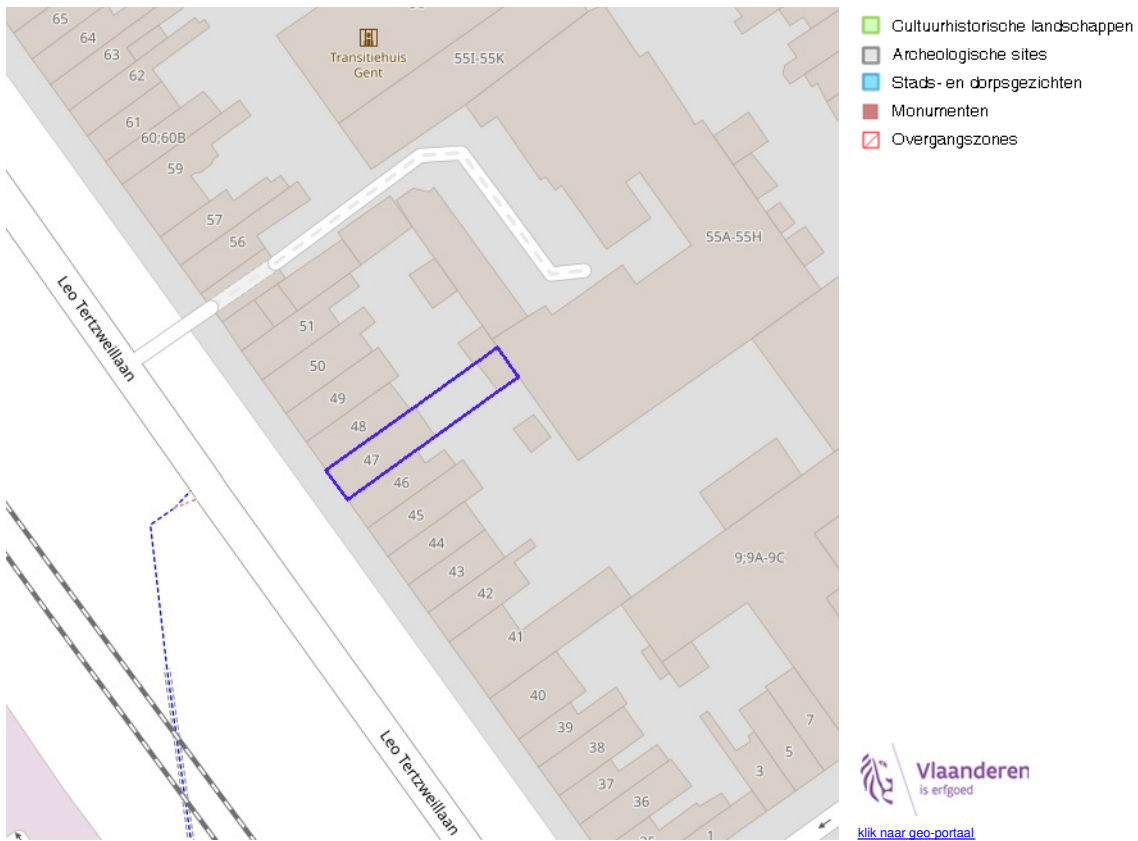 65
64
63
62
61
60;60B
59
57
56
Transitiehuis
Gent
55I-55K
55A-55H
51
50
49
48
47
46
45
44
43
42
41
40
39
38
37
36
9;9A-9C
7
5
3
1
Leo Tertzweillaan
Leo Tertzweillaan
Cultuurhistorische landschappen
Archeologische sites
Stads- en dorpsgezichten
Monumenten
Overgangszones
Vlaanderen
is erfgoed
klik naar geo-portaal